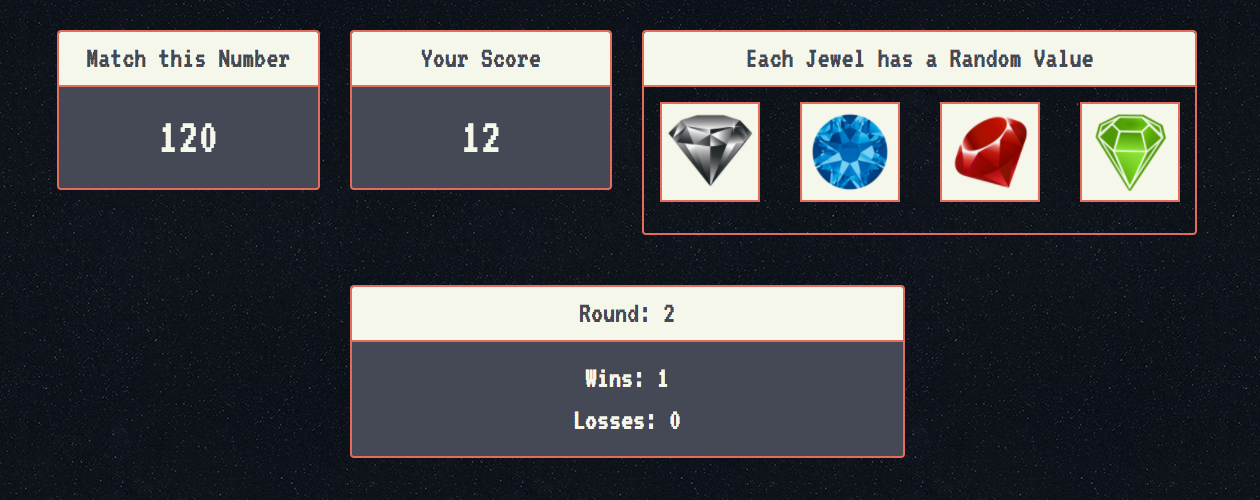 Match this Number
120
Your Score
12
Each Jewel has a Random Value
Round: 2
Wins: 1
Losses: 0